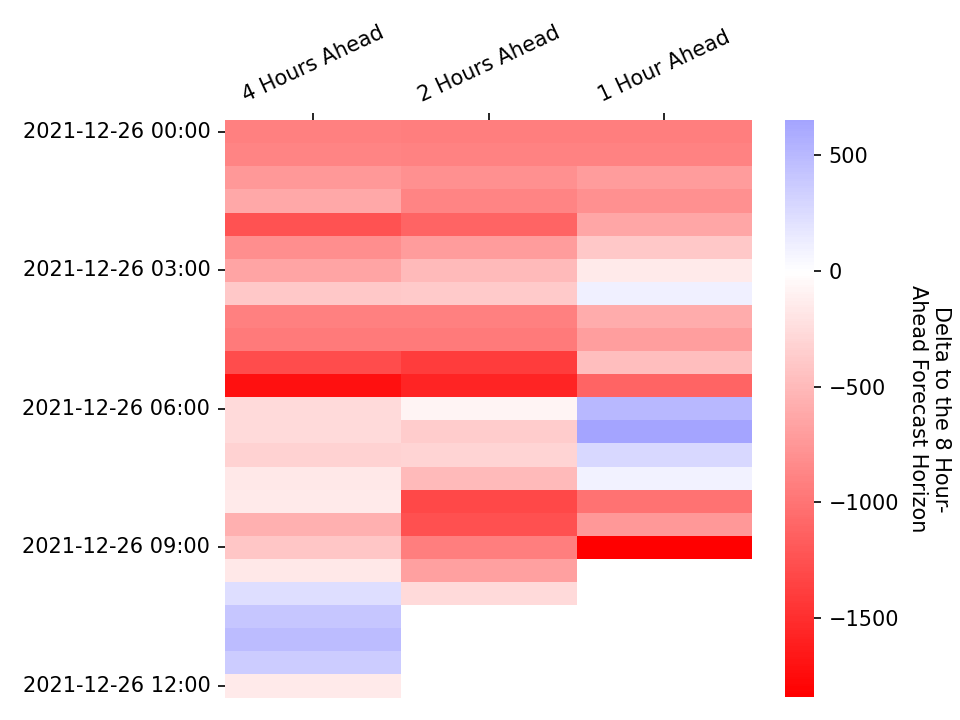 4 Hours Ahead
2 Hours Ahead
1 Hour Ahead
2021-12-26 00:00
2021-12-26 03:00
2021-12-26 06:00
2021-12-26 09:00
2021-12-26 12:00
500
0
−500
−1000
−1500
Delta to the 8 Hour-
Ahead Forecast Horizon